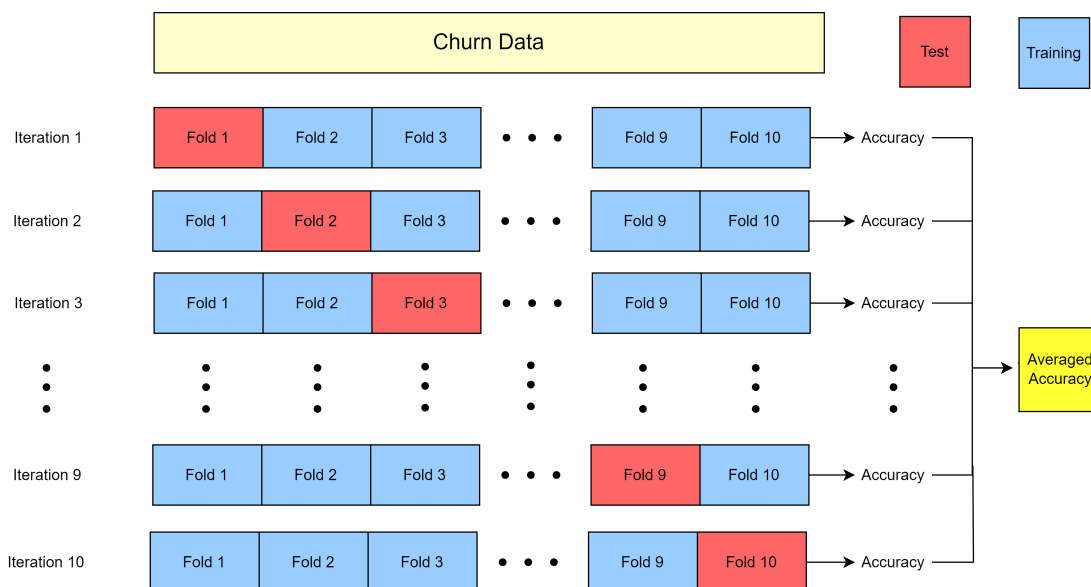 Churn Data
Test
Training
Iteration 1
Fold 1
Fold 2
Fold 3
Fold 9
Fold 10
Accuracy
Iteration 2
Fold 1
Fold 2
Fold 3
Fold 9
Fold 10
Accuracy
Iteration 3
Fold 1
Fold 2
Fold 3
Fold 9
Fold 10
Accuracy
Averaged
Accuracy
Iteration 9
Fold 1
Fold 2
Fold 3
Fold 9
Fold 10
Accuracy
Iteration 10
Fold 1
Fold 2
Fold 3
Fold 9
Fold 10
Accuracy